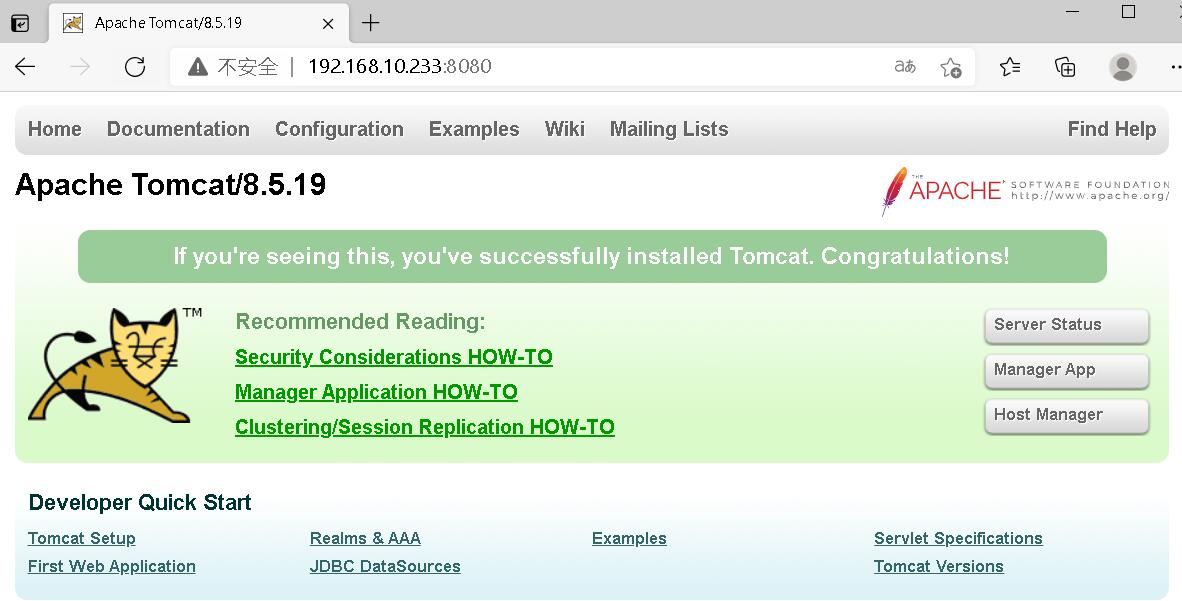 Apache Tomcat/8.5.19
不安全 | 192.168.10.233:8080 aあ
Home Documentation Configuration Examples Wiki Mailing Lists Find Help
Apache Tomcat/8.5.19
THE APACHE SOFTWARE FOUNDATION
http://www.apache.org/
If you're seeing this, you've successfully installed Tomcat. Congratulations!
TM
Recommended Reading:
Security Considerations HOW-TO
Manager Application HOW-TO
Clustering/Session Replication HOW-TO
Server Status
Manager App
Host Manager
Developer Quick Start
Tomcat Setup Realms & AAA Examples Servlet Specifications
First Web Application JDBC DataSources Tomcat Versions